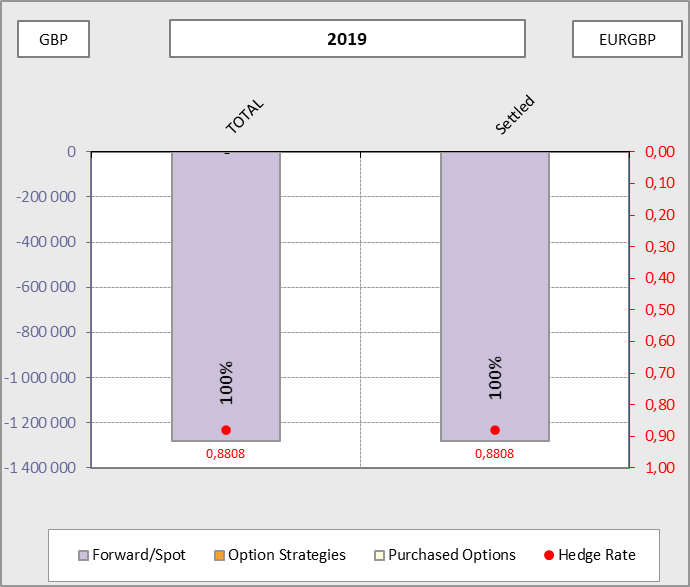 GBP 2019 EURGBP
TOTAL Settled
0 0,00
0,10
-200 000 0,20
-400 000 0,30
0,40
-600 000 0,50
-800 000 0,60
-1 000 000 0,70
100% 100%
0,80
-1 200 000 0,90
0,8808 0,8808
-1 400 000 1,00
Forward/Spot Option Strategies Purchased Options Hedge Rate